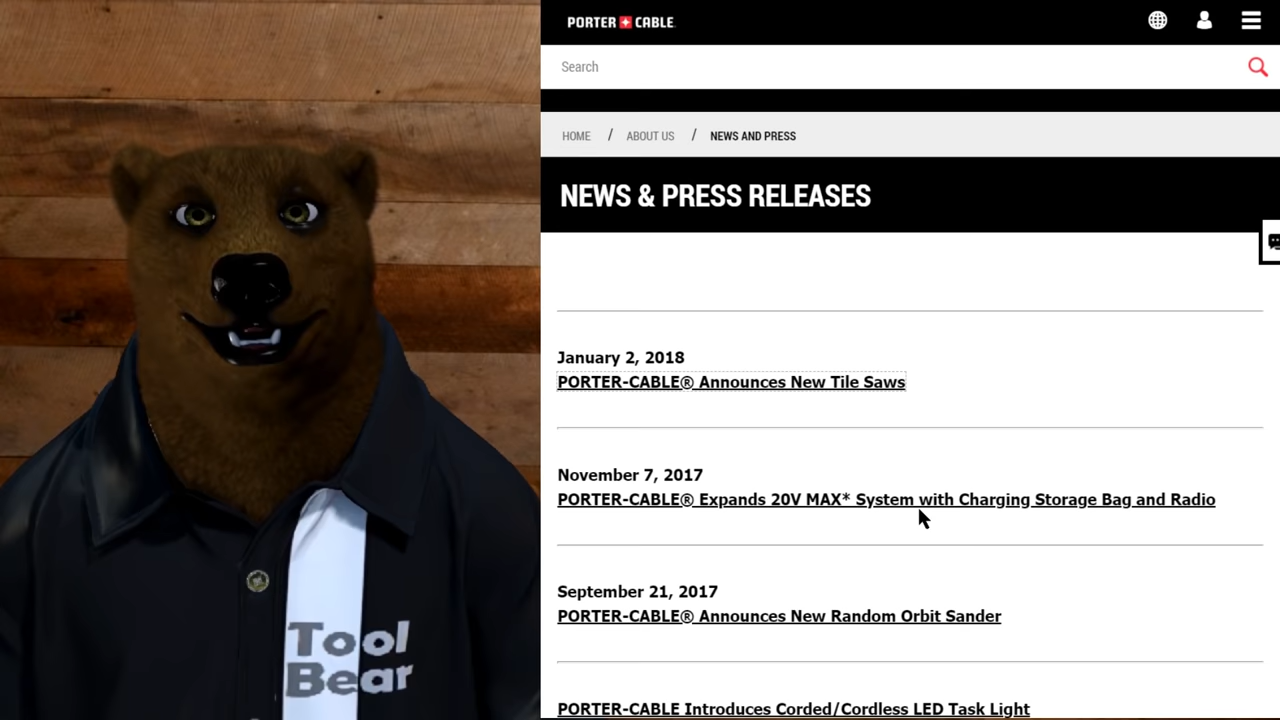 PORTER CABLE
Search
HOME / ABOUT US / NEWS AND PRESS
NEWS & PRESS RELEASES
January 2, 2018
PORTER-CABLE® Announces New Tile Saws
November 7, 2017
PORTER-CABLE® Expands 20V MAX* System with Charging Storage Bag and Radio
September 21, 2017
PORTER-CABLE® Announces New Random Orbit Sander
PORTER-CABLE Introduces Corded/Cordless LED Task Light
Tool
Bear